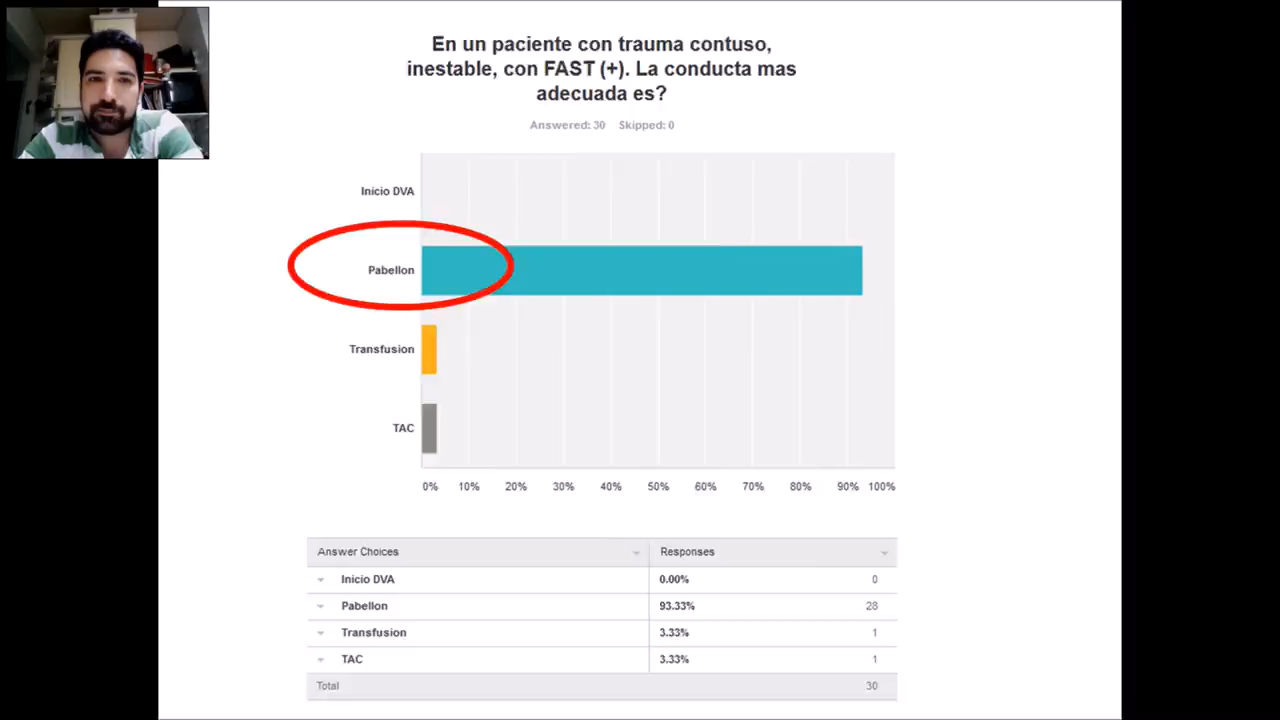 En un paciente con trauma contuso,
inestable, con FAST (+). La conducta mas
adecuada es?
Answered: 30 Skipped: 0
Inicio DVA
Pabellon
Transfusion
TAC
0% 10% 20% 30% 40% 50% 60% 70% 80% 90% 100%
Answer Choices Responses
Inicio DVA 0.00% 0
Pabellon 93.33% 28
Transfusion 3.33% 1
TAC 3.33% 1
Total 30